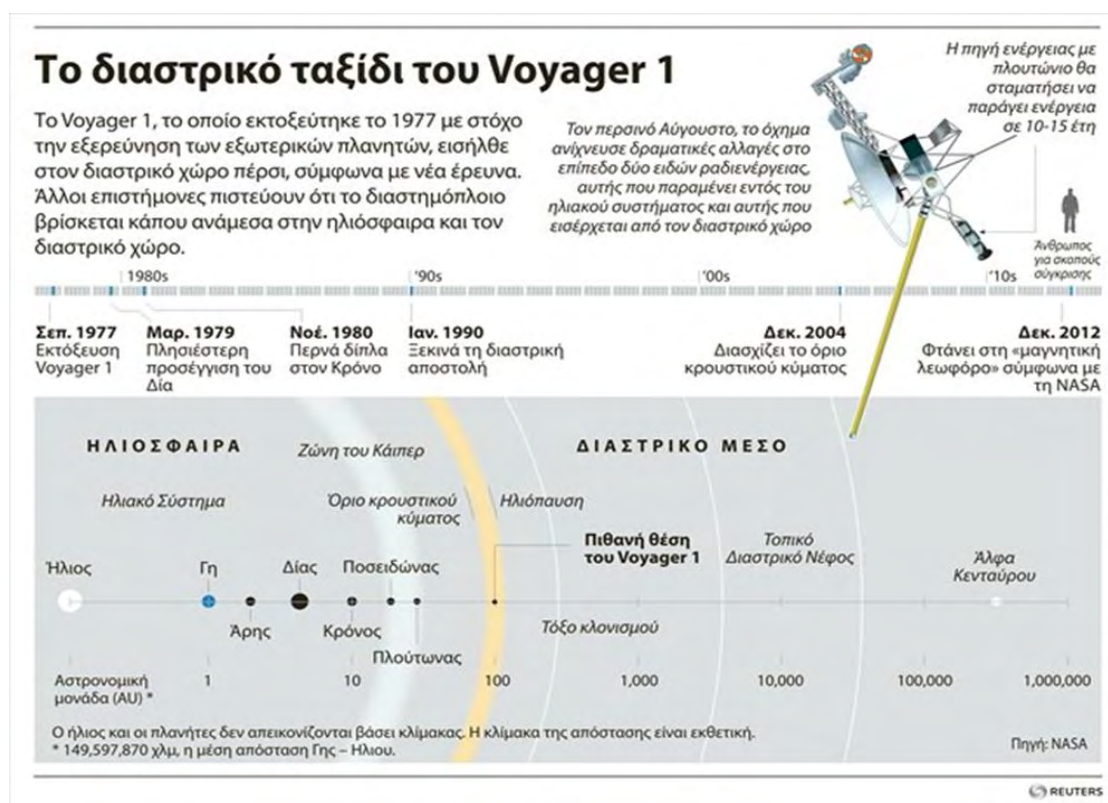 Το διαστρικό ταξίδι του Voyager 1
Το Voyager 1, το οποίο εκτοξεύτηκε το 1977 με στόχο
την εξερεύνηση των εξωτερικών πλανητών, εισήλθε
στον διαστρικό χώρο πέρσι, σύμφωνα με νέα έρευνα.
Άλλοι επιστήμονες πιστεύουν ότι το διαστημόπλοιο
βρίσκεται κάπου ανάμεσα στην ηλιόσφαιρα και τον
διαστρικό χώρο.
Τον περσινό Αύγουστο, το όχημα
ανίχνευσε δραματικές αλλαγές στο
επίπεδο δύο ειδών ραδιενέργειας,
αυτής που παραμένει εντός του
ηλιακού συστήματος και αυτής που
εισέρχεται από τον διαστρικό χώρο
Η πηγή ενέργειας με
πλουτώνιο θα
σταματήσει να
παράγει ενέργεια
σε 10-15 έτη
Άνθρωπος
για σκοπούς
σύγκρισης
1980s
'90s
'00s
'10s
Σεπ. 1977
Εκτόξευση
Voyager 1
Μαρ. 1979
Πλησιέστερη
προσέγγιση του
Δία
Νοέ. 1980
Περνά δίπλα
στον Κρόνο
Ιαν. 1990
Ξεκινά τη διαστρική
αποστολή
Δεκ. 2004
Διασχίζει το όριο
κρουστικού κύματος
Δεκ. 2012
Φτάνει στη «μαγνητική
λεωφόρο» σύμφωνα με
τη NASA
ΗΛΙΟΣΦΑΙΡΑ
Ζώνη του Κάιπερ
ΔΙΑΣΤΡΙΚΟ ΜΕΣΟ
Ηλιακό Σύστημα
Όριο κρουστικού
κύματος
Ηλιόπαυση
Πιθανή θέση
του Voyager 1
Τοπικό
Διαστρικό Νέφος
Άλφα
Κενταύρου
Ήλιος
Γη
Δίας
Ποσειδώνας
Άρης
Κρόνος
Πλούτωνας
Τόξο κλονισμού
Αστρονομική
μονάδα (AU) *
1
10
100
1,000
10,000
100,000
1,000,000
Ο ήλιος και οι πλανήτες δεν απεικονίζονται βάσει κλίμακας. Η κλίμακα της απόστασης είναι εκθετική.
* 149,597,870 χλμ, η μέση απόσταση Γης – Ηλιου.
Πηγή: NASA
REUTERS